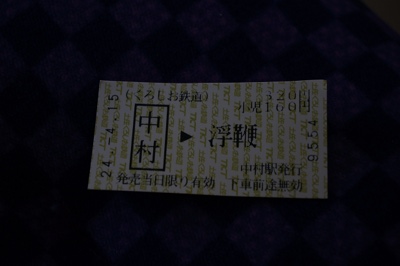 (くろしお鉄道)
320円
小児160円
中村 ▶ 浮鞭
24.-4.15
9554
中村駅発行
発売当日限り有効 下車前途無効